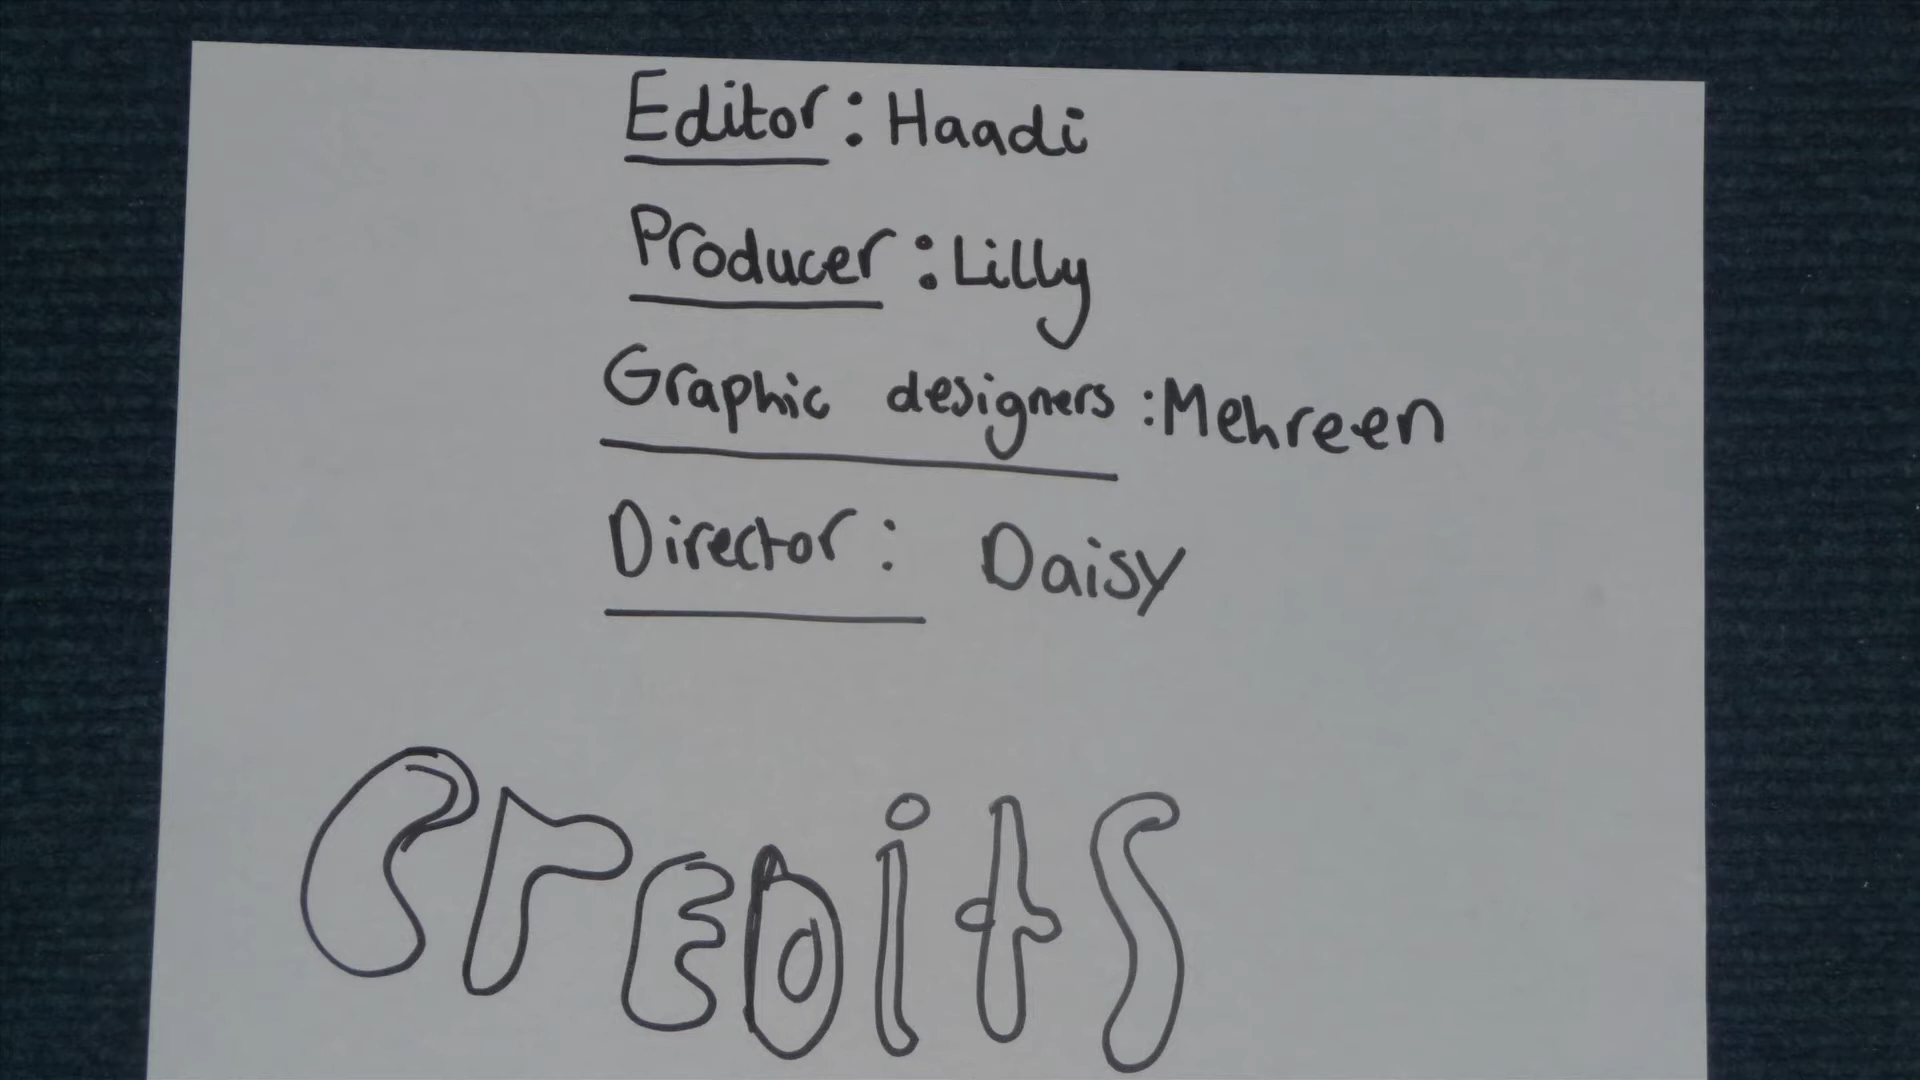 Editor: Haadi
Producer: Lilly
Graphic designers: Mehreen
Director: Daisy
CrEDits